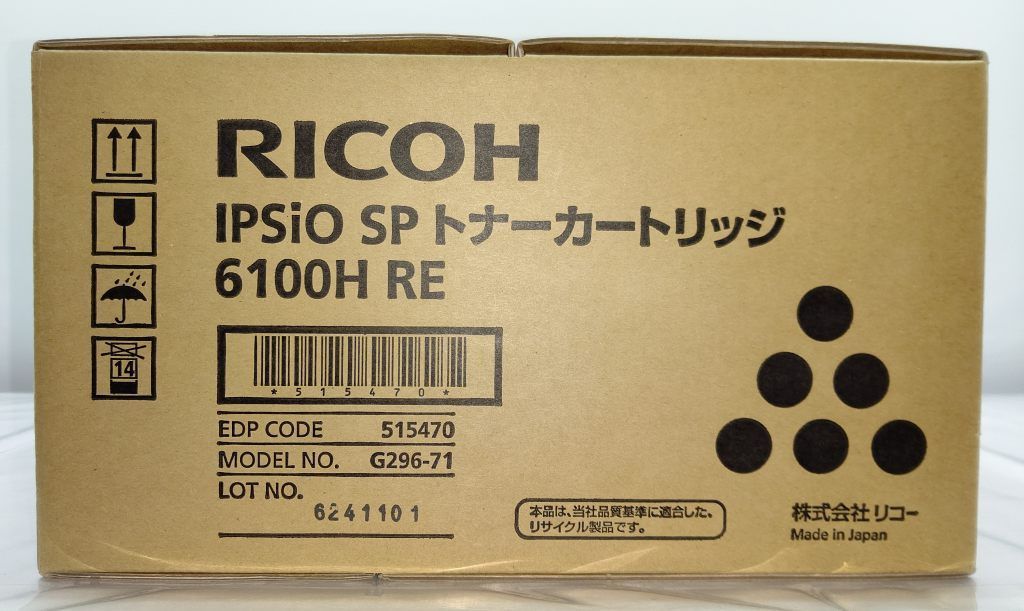 RICOH
IPSiO SP トナーカートリッジ
6100H RE
14
*515470*
EDP CODE 515470
MODEL NO. G296-71
LOT NO.
6241101
本品は、当社品質基準に適合した、
リサイクル製品です。
株式会社 リコー
Made in Japan